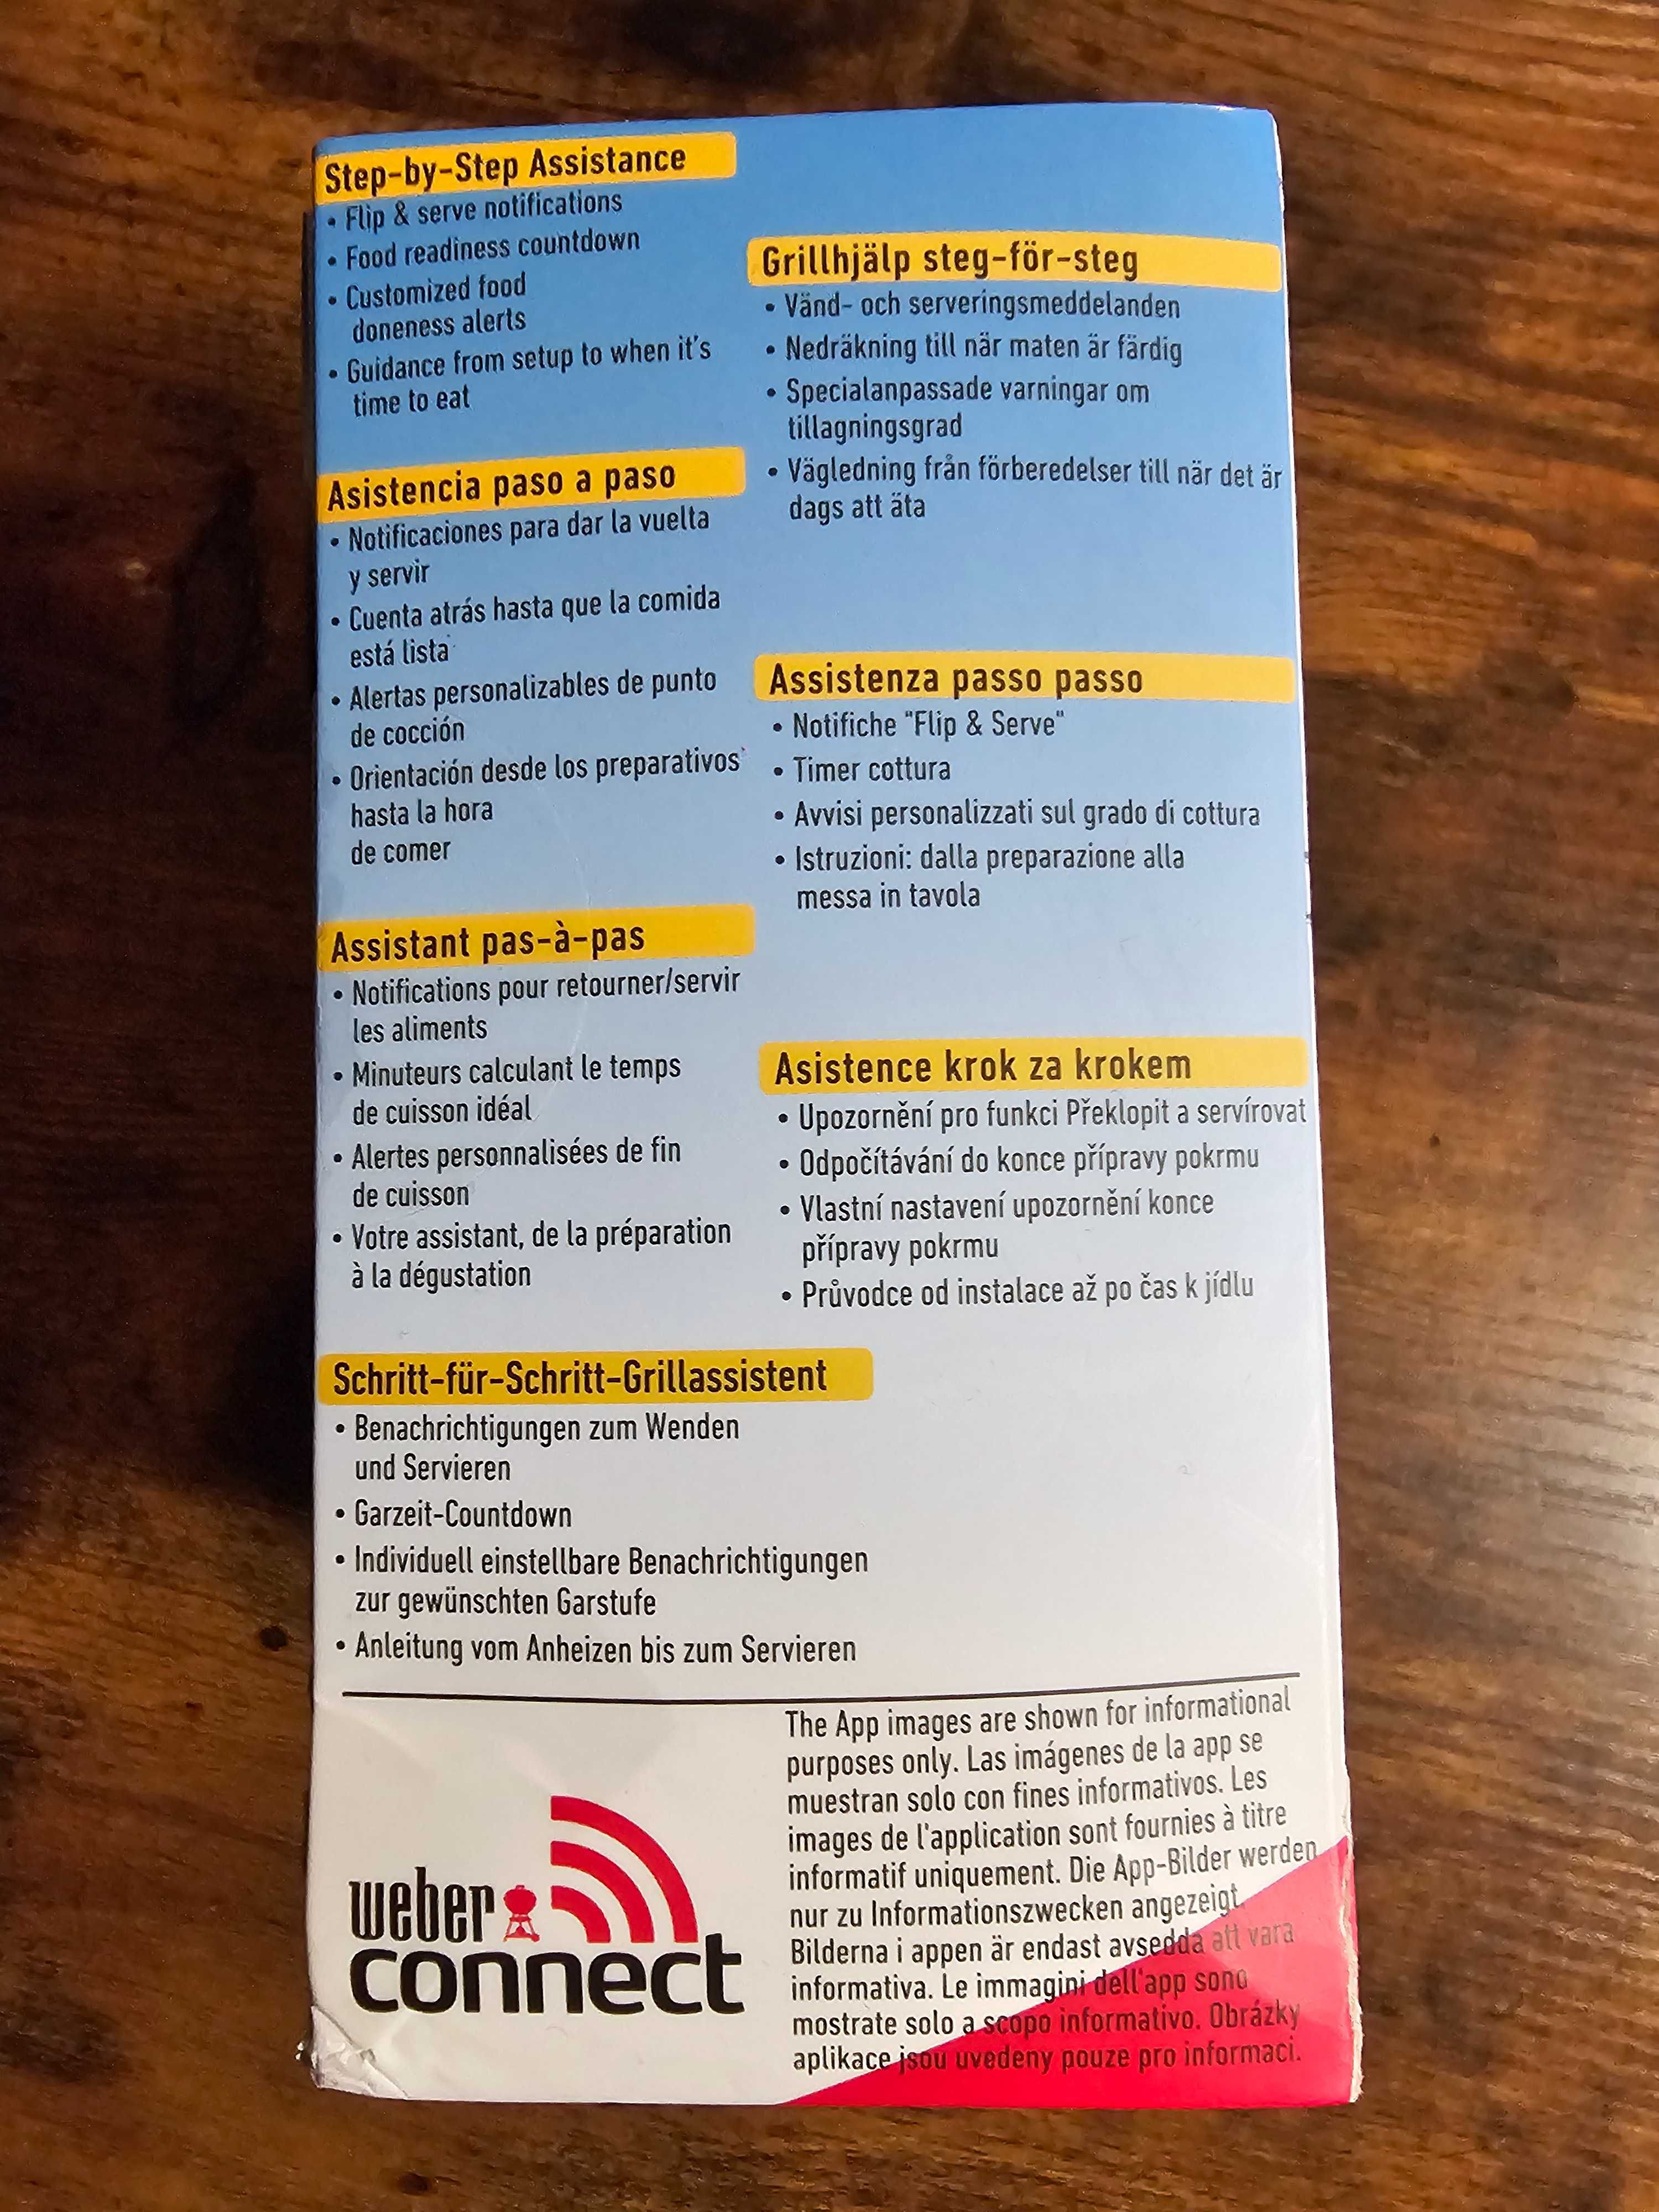 Step-by-Step Assistance
• Flip & serve notifications
• Food readiness countdown
• Customized food
doneness alerts
• Guidance from setup to when it's
time to eat
Asistencia paso a paso
• Notificaciones para dar la vuelta
y servir
• Cuenta atrás hasta que la comida
está lista
• Alertas personalizables de punto
de cocción
• Orientación desde los preparativos
hasta la hora
de comer
Assistant pas-à-pas
• Notifications pour retourner/servir
les aliments
• Minuteurs calculant le temps
de cuisson idéal
• Alertes personnalisées de fin
de cuisson
• Votre assistant, de la préparation
à la dégustation
Schritt-für-Schritt-Grillassistent
• Benachrichtigungen zum Wenden
und Servieren
• Garzeit-Countdown
• Individuell einstellbare Benachrichtigungen
zur gewünschten Garstufe
• Anleitung vom Anheizen bis zum Servieren
Grillhjälp steg-för-steg
• Vänd- och serveringsmeddelanden
• Nedräkning till när maten är färdig
• Specialanpassade varningar om
tillagningsgrad
• Vägledning från förberedelser till när det är
dags att äta
Assistenza passo passo
• Notifiche "Flip & Serve"
• Timer cottura
• Avvisi personalizzati sul grado di cottura
• Istruzioni: dalla preparazione alla
messa in tavola
Asistence krok za krokem
• Upozornění pro funkci Překlopit a servírovat
• Odpočítávání do konce přípravy pokrmu
• Vlastní nastavení upozornění konce
přípravy pokrmu
• Průvodce od instalace až po čas k jídlu
weber
connect
The App images are shown for informational
purposes only. Las imágenes de la app se
muestran solo con fines informativos. Les
images de l'application sont fournies à titre
informatif uniquement. Die App-Bilder werden
nur zu Informationszwecken angezeigt.
Bilderna i appen är endast avsedda att vara
informativa. Le immagini dell'app sono
mostrate solo a scopo informativo. Obrázky
aplikace jsou uvedeny pouze pro informaci.